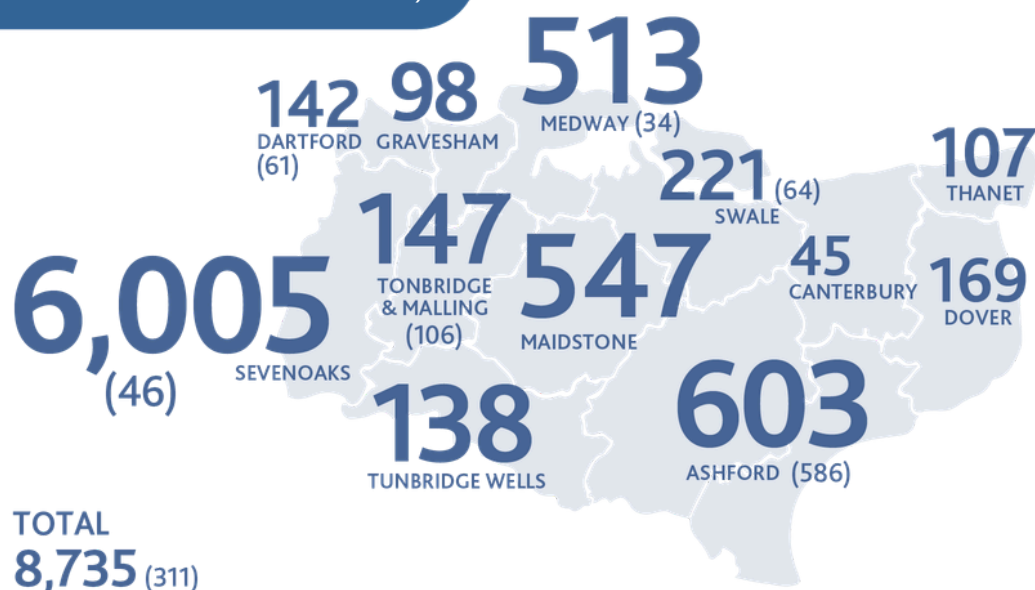 513
MEDWAY (34)
142
DARTFORD
(61)
98
GRAVESHAM
107
THANET
221 (64)
SWALE
147
TONBRIDGE
& MALLING
(106)
547
MAIDSTONE
45
CANTERBURY
169
DOVER
6,005
(46)
SEVENOAKS
138
TUNBRIDGE WELLS
603
ASHFORD (586)
TOTAL
8,735 (311)